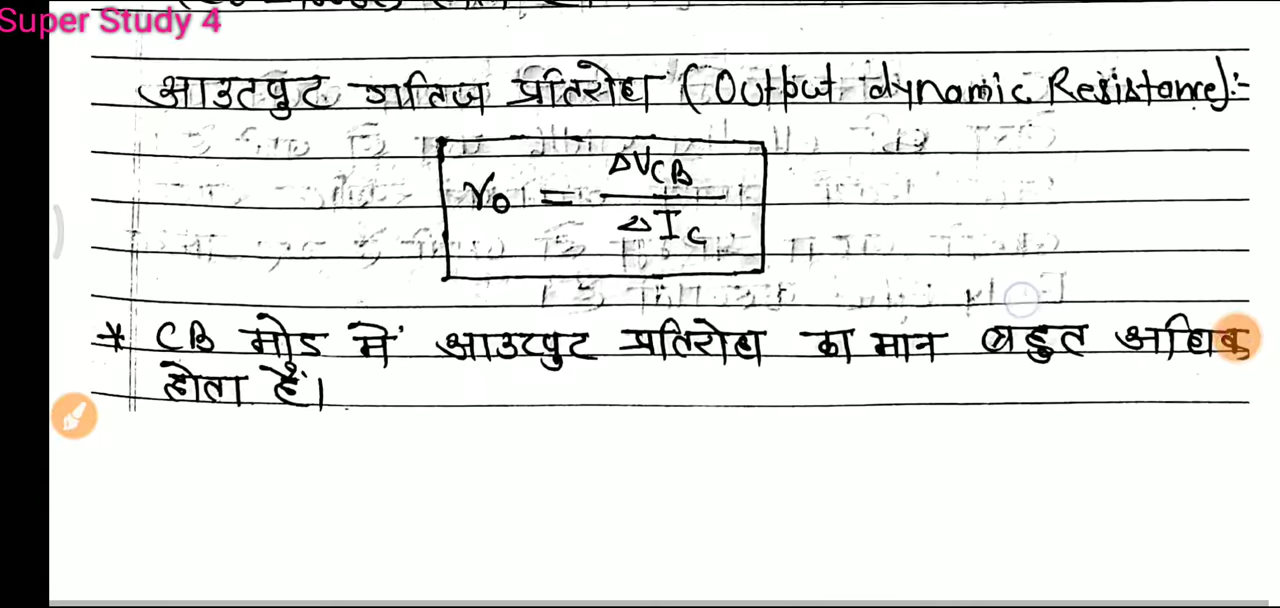 Super Study 4
आउटपुट गतिज प्रतिरोध (Output dynamic Resistance):-
r₀ = ΔV_CB / ΔI_C
* CB मोड में आउटपुट प्रतिरोध का मान बहुत अधिक
होता हैं।